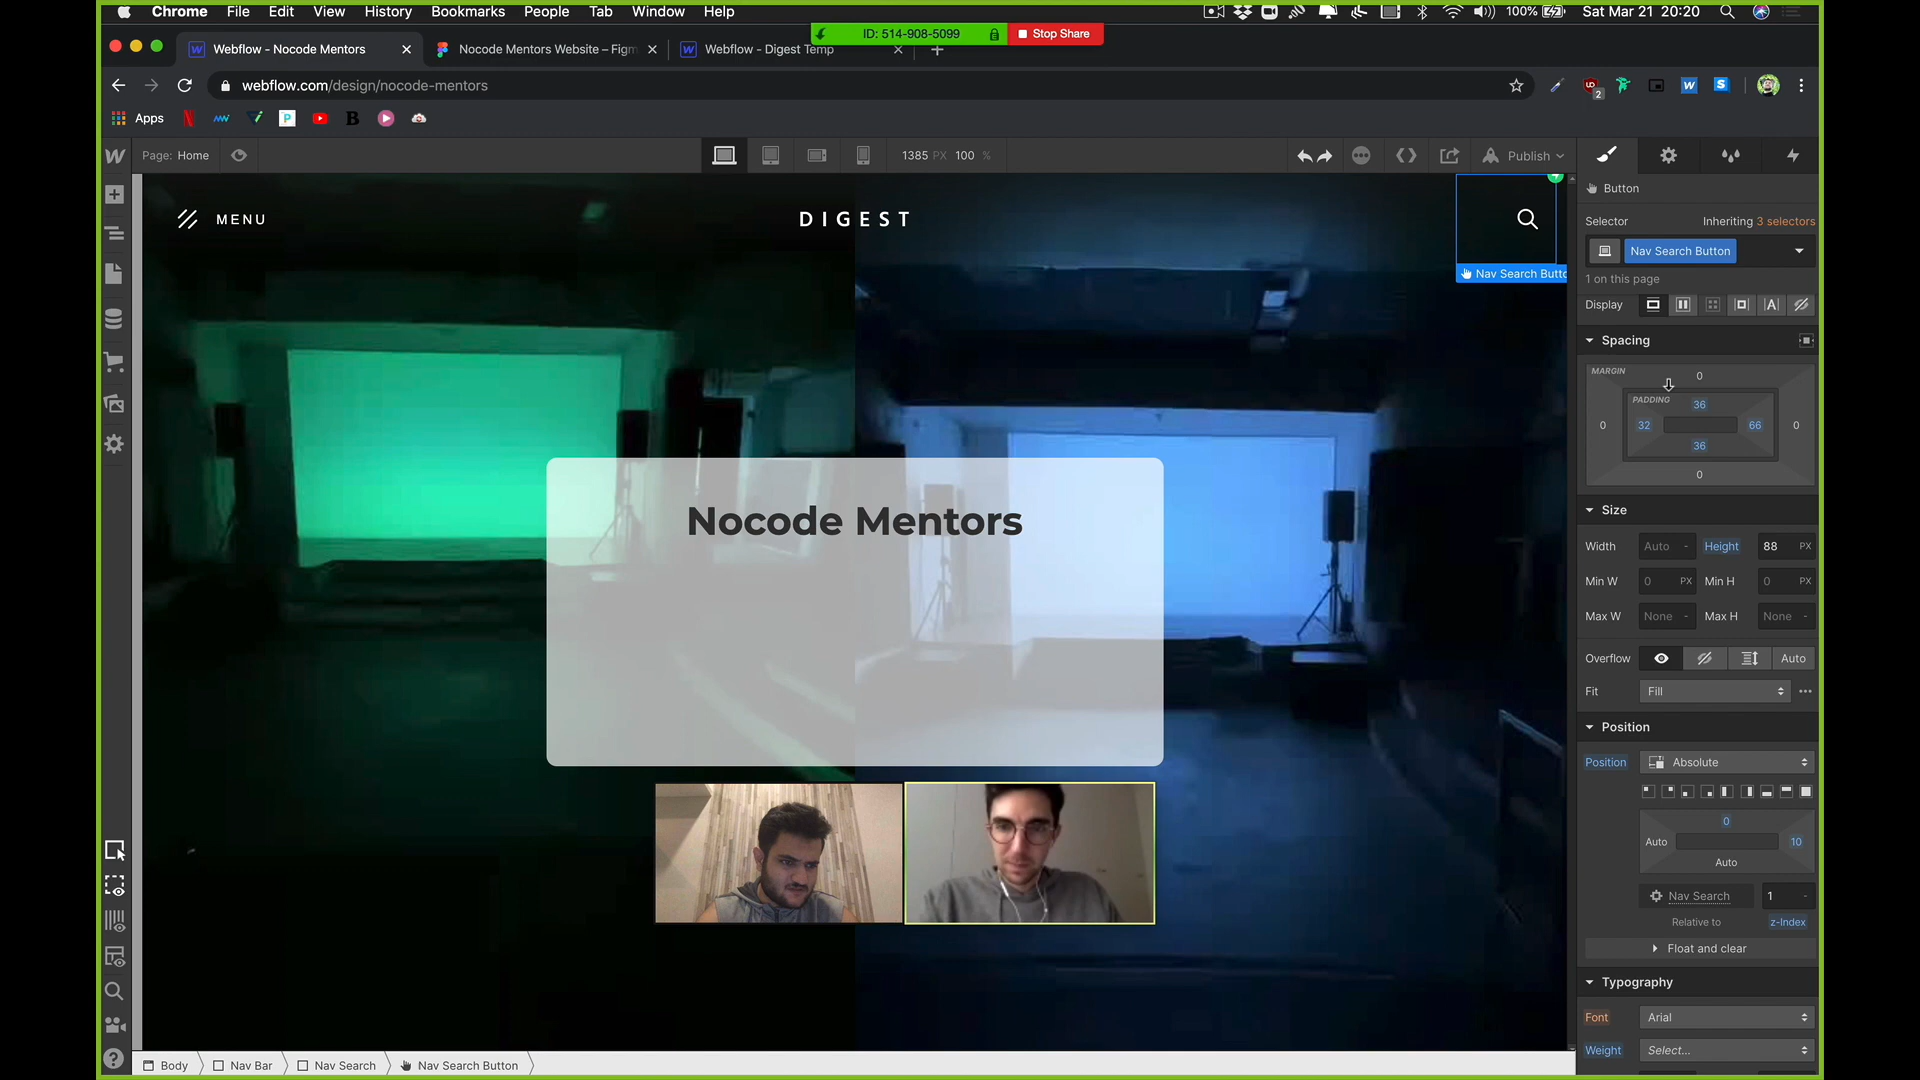 Chrome File Edit View History Bookmarks People Tab Window Help
100% Sat Mar 21 20:20
ID: 514-908-5099 Stop Share
Webflow - Nocode Mentors
Nocode Mentors Website – Figm
Webflow - Digest Temp
webflow.com/design/nocode-mentors
2
Apps
P
B
W
S
Page: Home
1385 PX 100 %
Publish
MENU
DIGEST
Nav Search Butto
Nocode Mentors
Button
Selector
Inheriting 3 selectors
Nav Search Button
1 on this page
Display
Spacing
MARGIN
0
PADDING
36
0
32
66
0
36
0
Size
Width Auto -
Height 88 PX
Min W 0 PX
Min H 0 PX
Max W None -
Max H None -
Overflow
Auto
Fit
Fill
Position
Position
Absolute
0
Auto
10
Auto
Nav Search
1 -
Relative to
z-Index
Float and clear
Typography
Font
Arial
Weight
Select...
Body Nav Bar Nav Search Nav Search Button